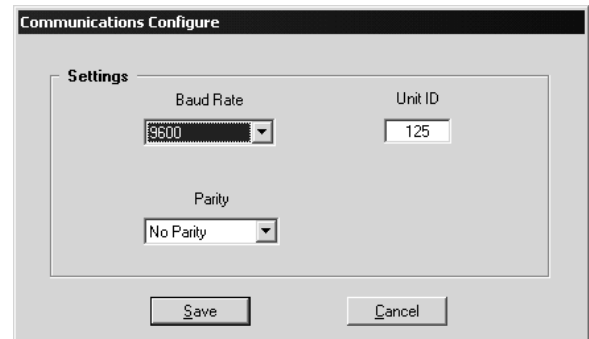 Communications Configure
Settings
Baud Rate
Unit ID
9600
125
Parity
No Parity
Save
Cancel